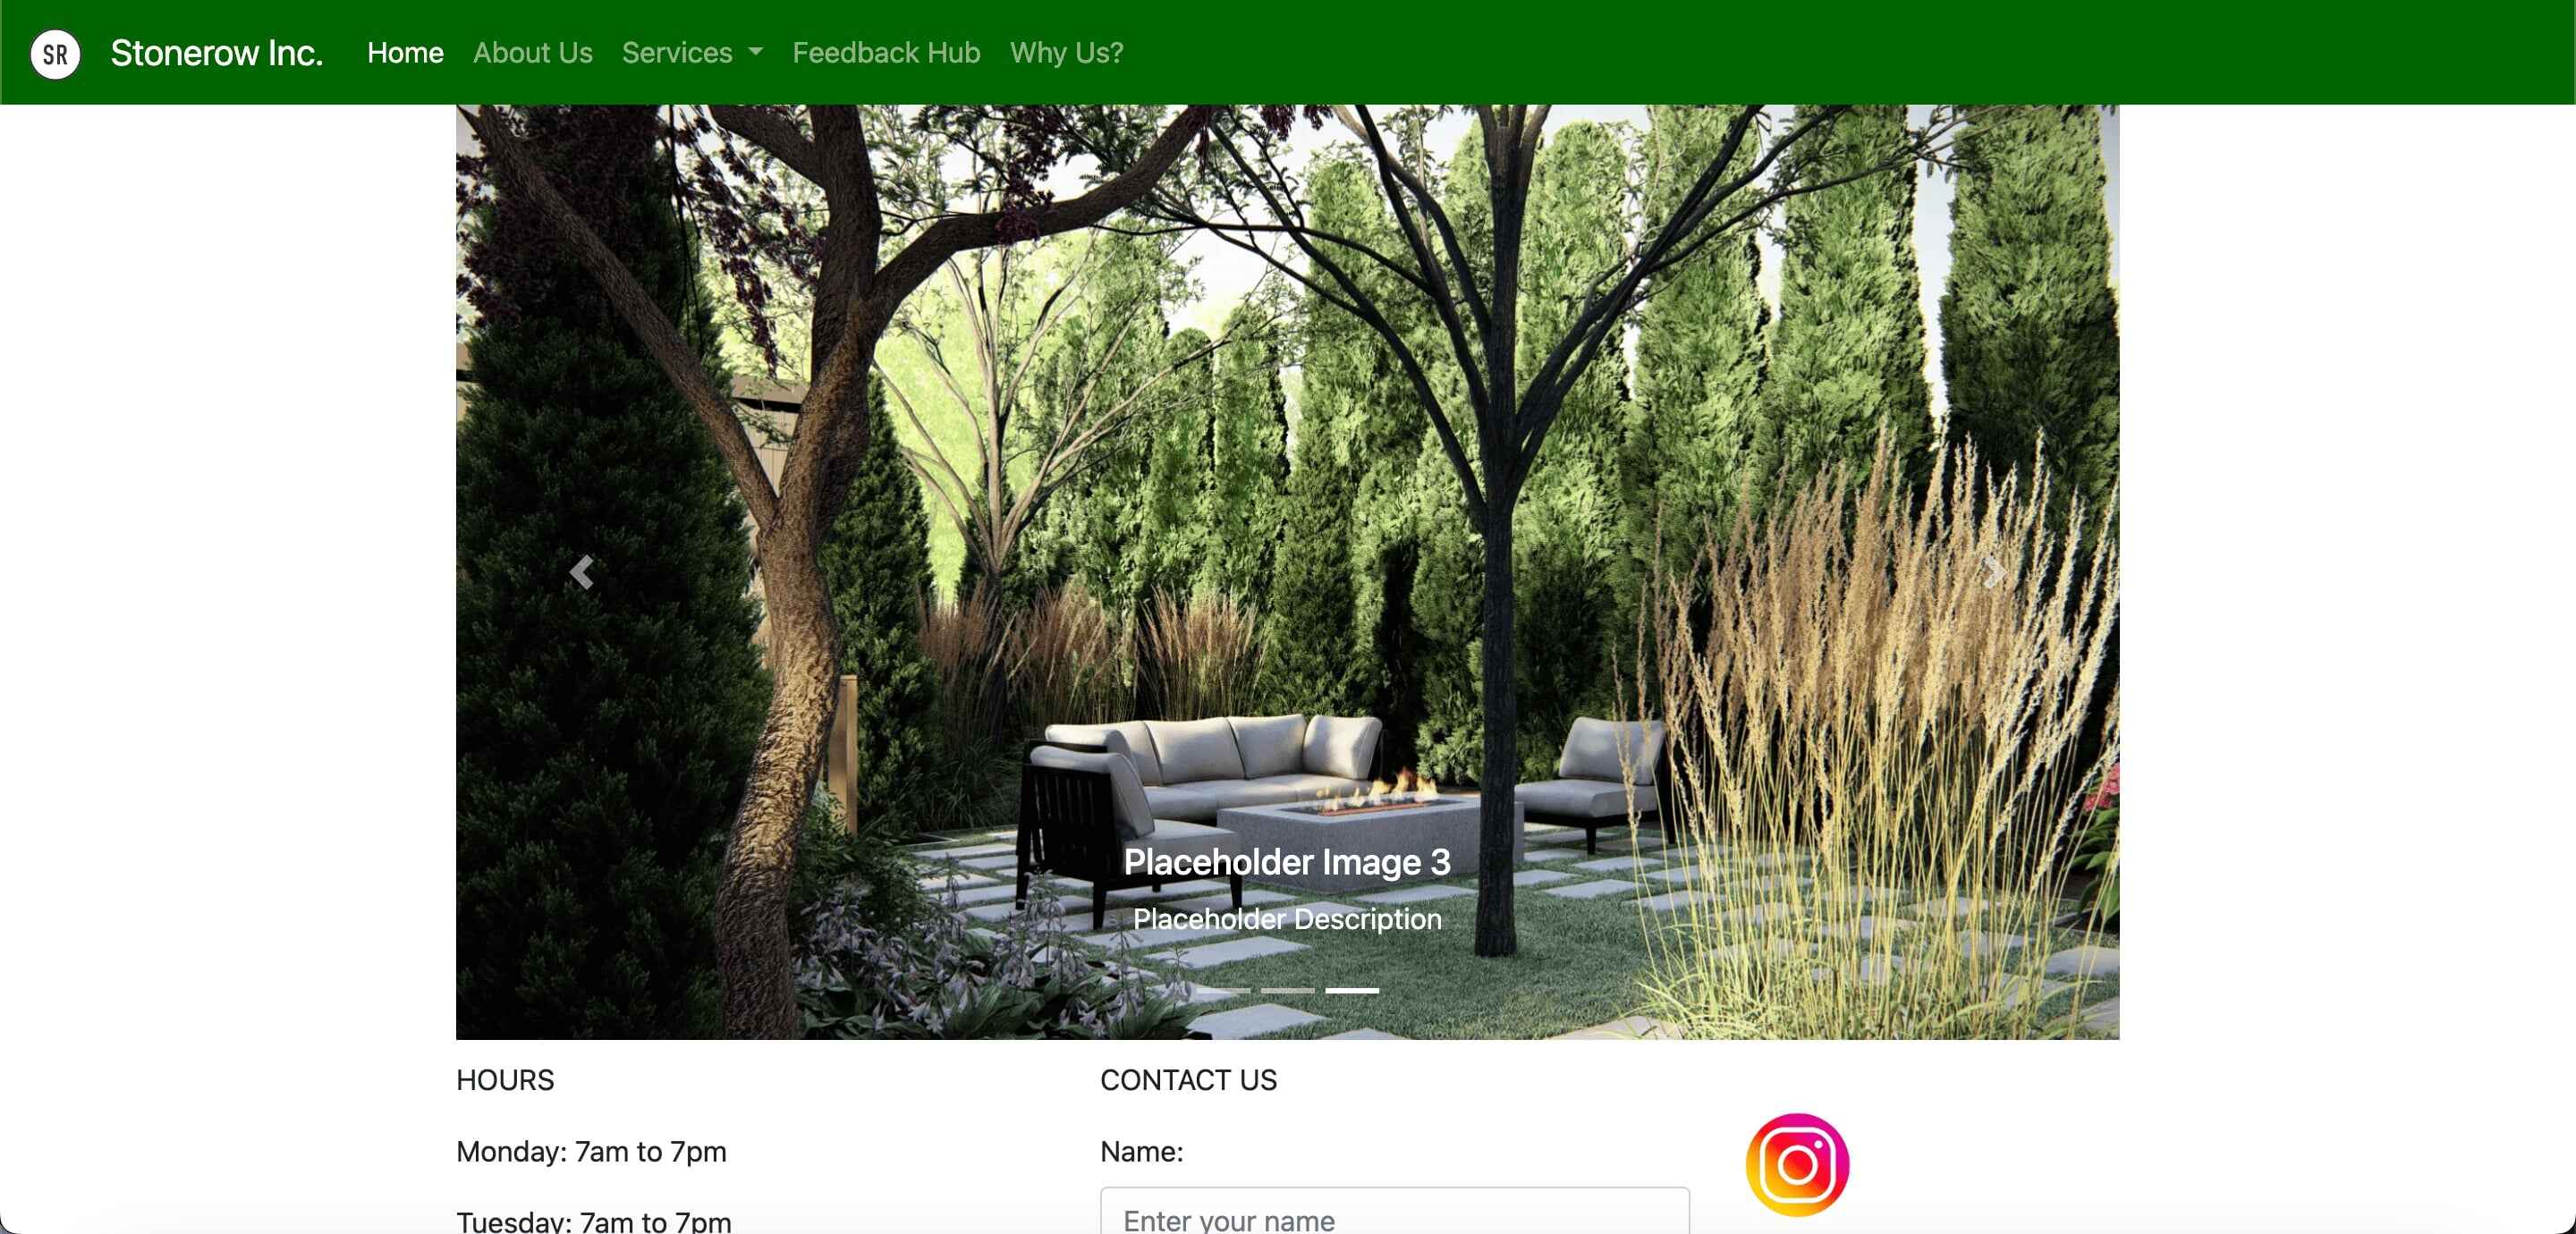 SR Stonerow Inc. Home About Us Services Feedback Hub Why Us?
Placeholder Image 3
Placeholder Description
HOURS
Monday: 7am to 7pm
Tuesday: 7am to 7pm
CONTACT US
Name:
Enter your name